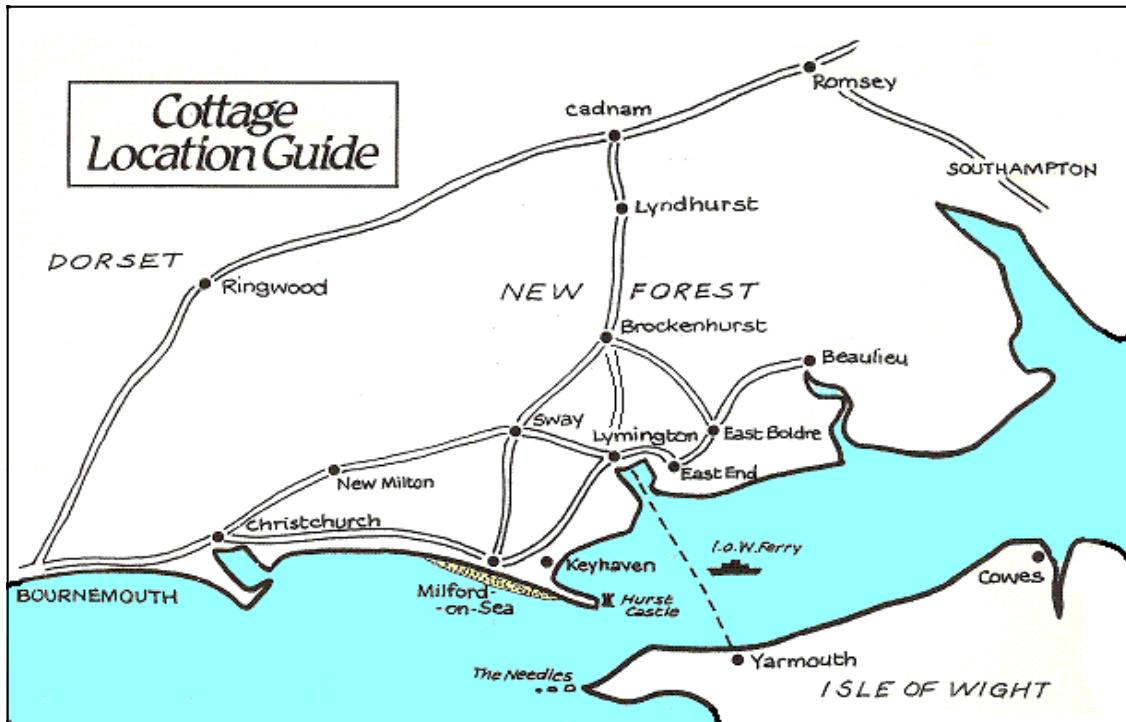 Cottage
Location Guide
Romsey
Cadnam
SOUTHAMPTON
Lyndhurst
DORSET
Ringwood
NEW FOREST
Brockenhurst
Beaulieu
Sway
Lymington
East Boldre
East End
New Milton
Christchurch
I.o.W. Ferry
Keyhaven
Cowes
BOURNEMOUTH
Milford-
-on-Sea
Hurst
Castle
Yarmouth
The Needles
ISLE OF WIGHT